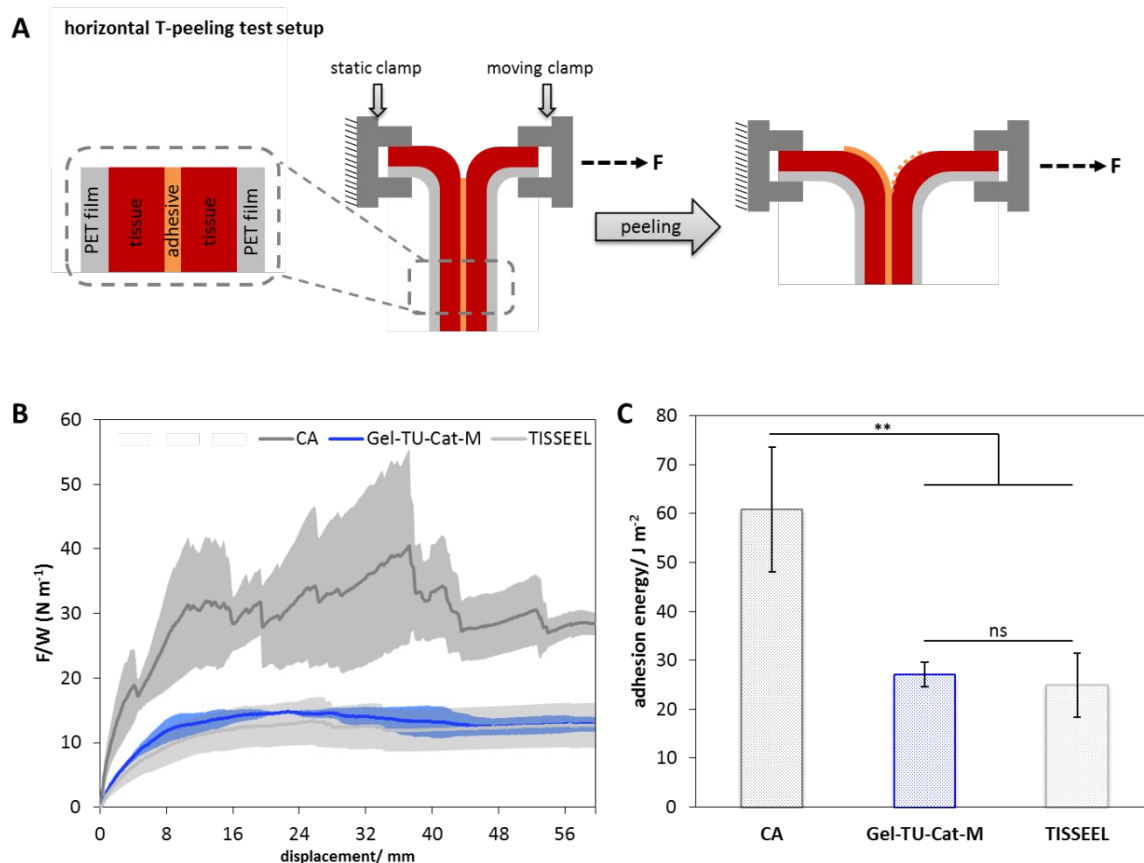 A
horizontal T-peeling test setup
static clamp
moving clamp
F
F
PET film
tissue
adhesive
tissue
PET film
peeling
B
60
50
40
30
20
10
0
CA Gel-TU-Cat-M TISSEEL
F/W (N m⁻¹)
0 8 16 24 32 40 48 56
displacement/ mm
C
80
70
60
50
40
30
20
10
0
adhesion energy/ J m⁻²
**
ns
CA Gel-TU-Cat-M TISSEEL